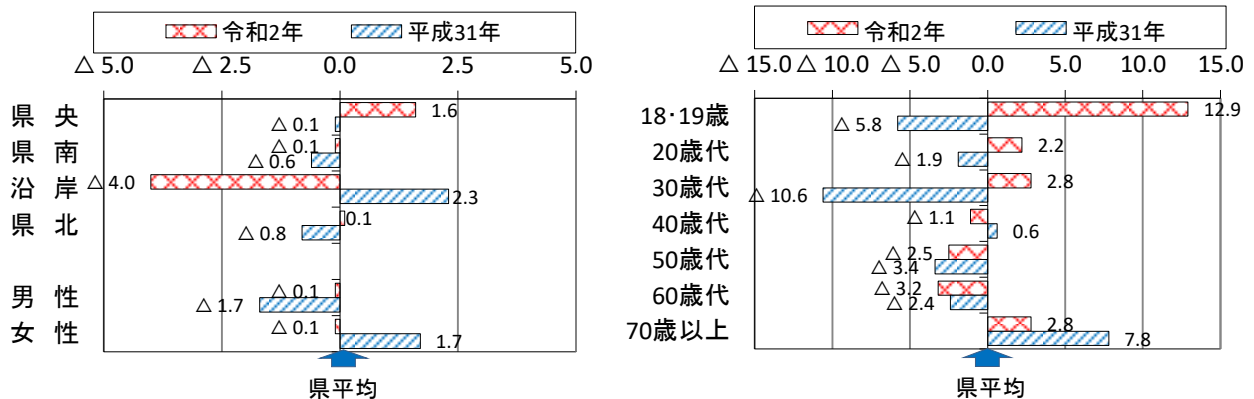 令和2年 平成31年
△ 5.0 △ 2.5 0.0 2.5 5.0
県 央 1.6
△ 0.1
県 南 △ 0.1
△ 0.6
沿 岸 △ 4.0
2.3
県 北 0.1
△ 0.8
男 性 △ 0.1
△ 1.7
女 性 △ 0.1
1.7
県平均
令和2年 平成31年
△ 15.0 △ 10.0 △ 5.0 0.0 5.0 10.0 15.0
18・19歳 12.9
△ 5.8
20歳代 2.2
△ 1.9
30歳代 2.8
△ 10.6
40歳代 △ 1.1
0.6
50歳代 △ 2.5
△ 3.4
60歳代 △ 3.2
△ 2.4
70歳以上 2.8
7.8
県平均